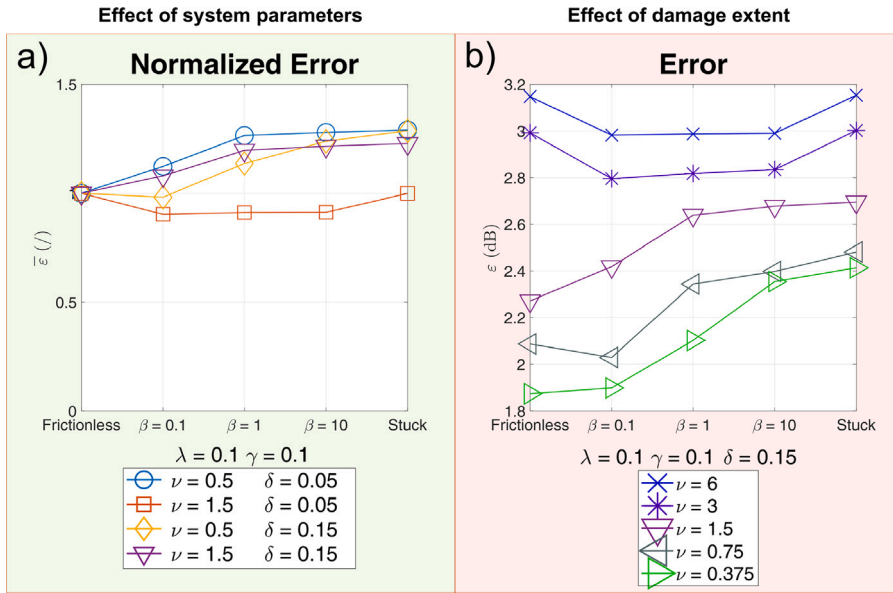 Effect of system parameters
Effect of damage extent
a)
Normalized Error
1.5
1
0.5
0
ε̅ (/)
Frictionless β = 0.1 β = 1 β = 10 Stuck
λ = 0.1 γ = 0.1
ν = 0.5 δ = 0.05
ν = 1.5 δ = 0.05
ν = 0.5 δ = 0.15
ν = 1.5 δ = 0.15
b)
Error
3.2
3
2.8
2.6
2.4
2.2
2
1.8
ε (dB)
Frictionless β = 0.1 β = 1 β = 10 Stuck
λ = 0.1 γ = 0.1 δ = 0.15
ν = 6
ν = 3
ν = 1.5
ν = 0.75
ν = 0.375